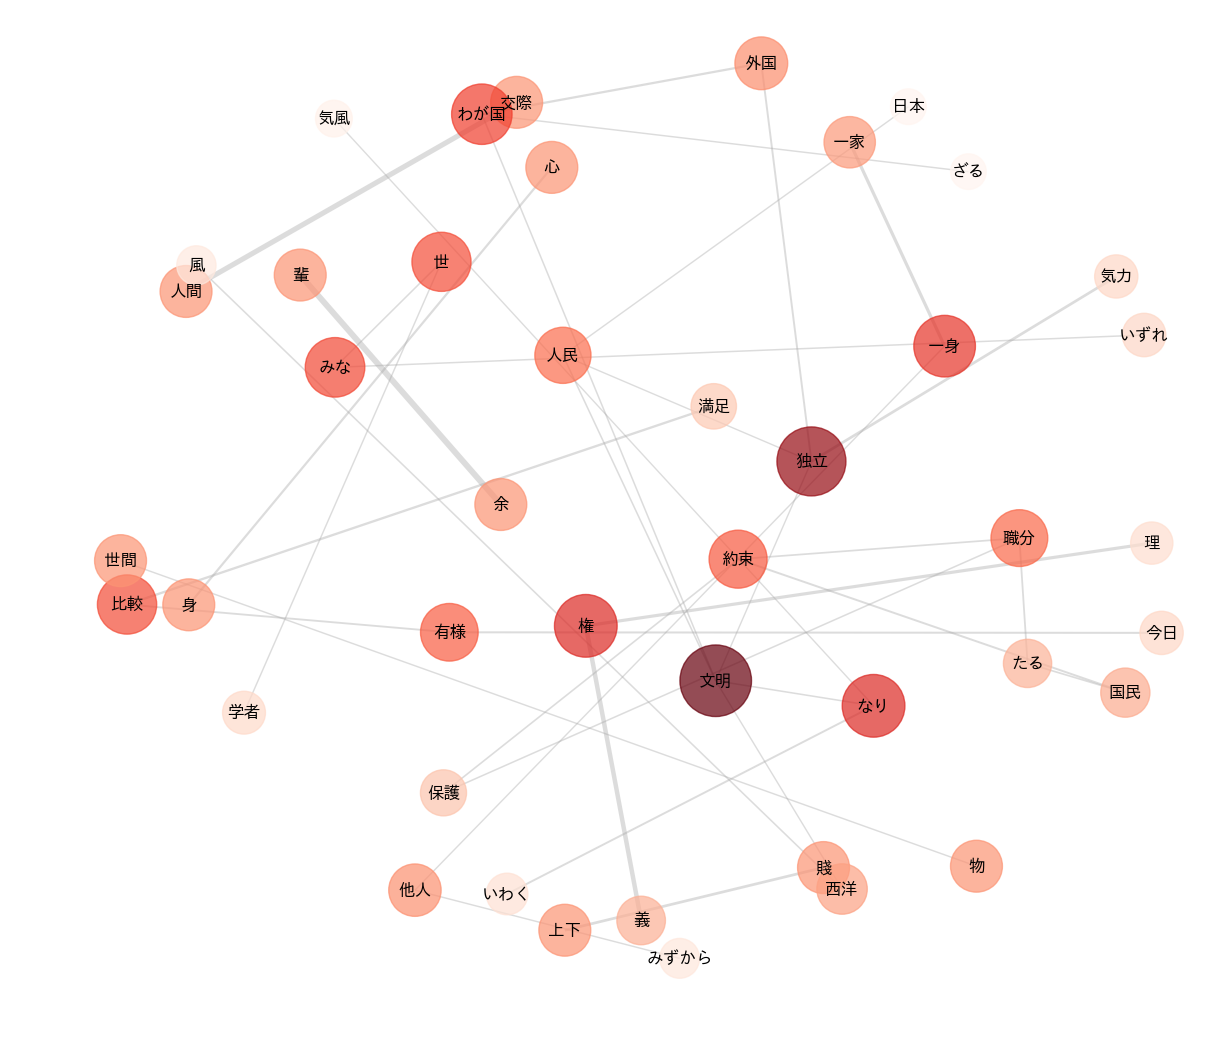 外国
交際
日本
わが国
気風
一家
心
ざる
世
風
輩
気力
人間
いずれ
一身
人民
みな
満足
独立
余
職分
理
約束
世間
比較
身
権
有様
今日
たる
文明
国民
なり
学者
保護
物
賤
西洋
他人
いわく
義
上下
みずから